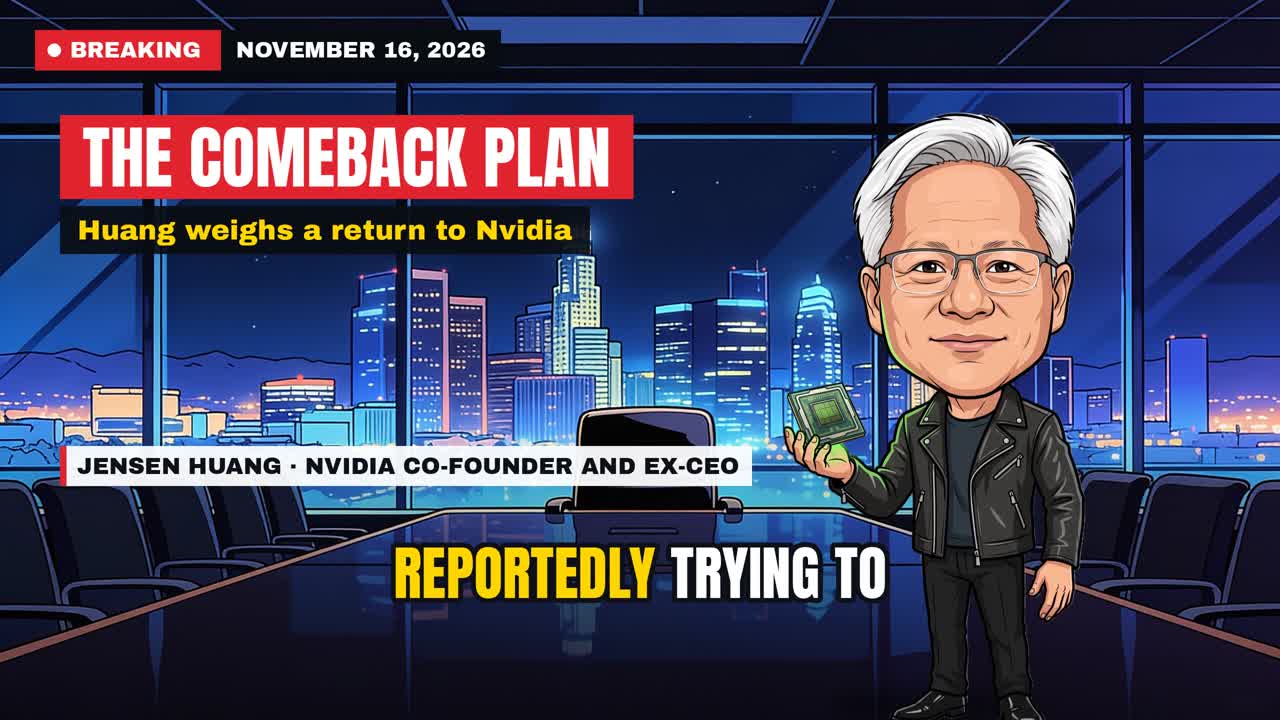 BREAKING NOVEMBER 16, 2026
THE COMEBACK PLAN
Huang weighs a return to Nvidia
JENSEN HUANG · NVIDIA CO-FOUNDER AND EX-CEO
REPORTEDLY TRYING TO